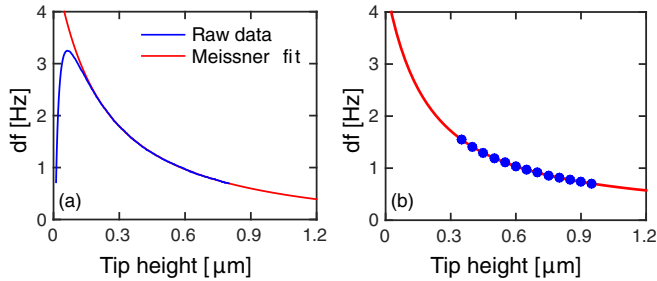 4
3
2
1
0
df [Hz]
Raw data
Meissner fit
(a)
0 0.3 0.6 0.9 1.2
Tip height [μm]
4
3
2
1
0
df [Hz]
(b)
0 0.3 0.6 0.9 1.2
Tip height [μm]